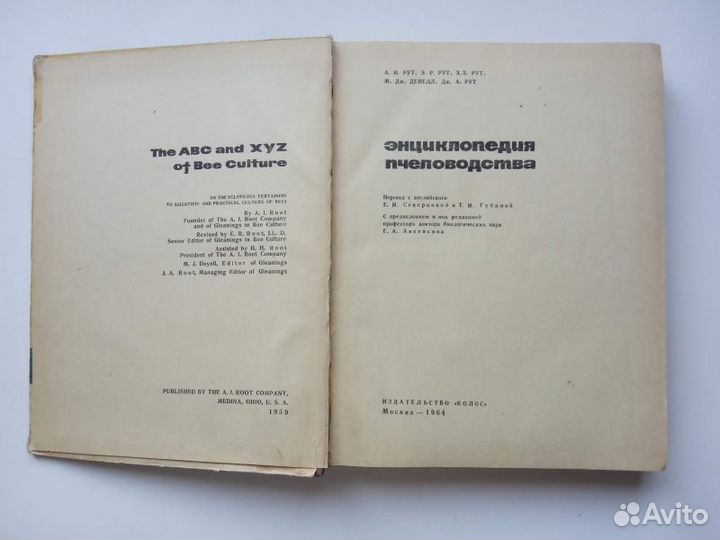 The ABC and XYZ
of Bee Culture
AN ENCYCLOPEDIA PERTAINING
TO SCIENTIFIC AND PRACTICAL CULTURE OF BEES
By A. I. Root
Founder of The A. I. Root Company
and of Gleanings in Bee Culture
Revised by E. R. Root, LL. D.
Senior Editor of Gleanings in Bee Culture
Assisted by H. H. Root
President of The A. I. Root Company
M. J. Deyell, Editor of Gleanings
J. A. Root, Managing Editor of Gleanings
PUBLISHED BY THE A. I. ROOT COMPANY,
MEDINA, OHIO, U. S. A.
1959
А. И. РУТ, Э. Р. РУТ, Х.Х. РУТ,
М. Дж. ДЕЙЕЛЛ, Дж. А. РУТ
энциклопедия
пчеловодства
Перевод с английского
Е. И. Северцовой и Т. И. Губиной
С предисловием и под редакцией
профессора доктора биологических наук
Г. А. Аветисяна
ИЗДАТЕЛЬСТВО «КОЛОС»
Москва — 1964
Avito